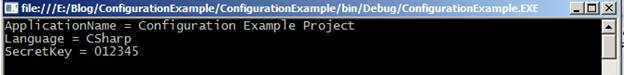 file:///E:/Blog/ConfigurationExample/ConfigurationExample/bin/Debug/ConfigurationExample.EXE
ApplicationName = Configuration Example Project
Language = CSharp
SecretKey = 012345